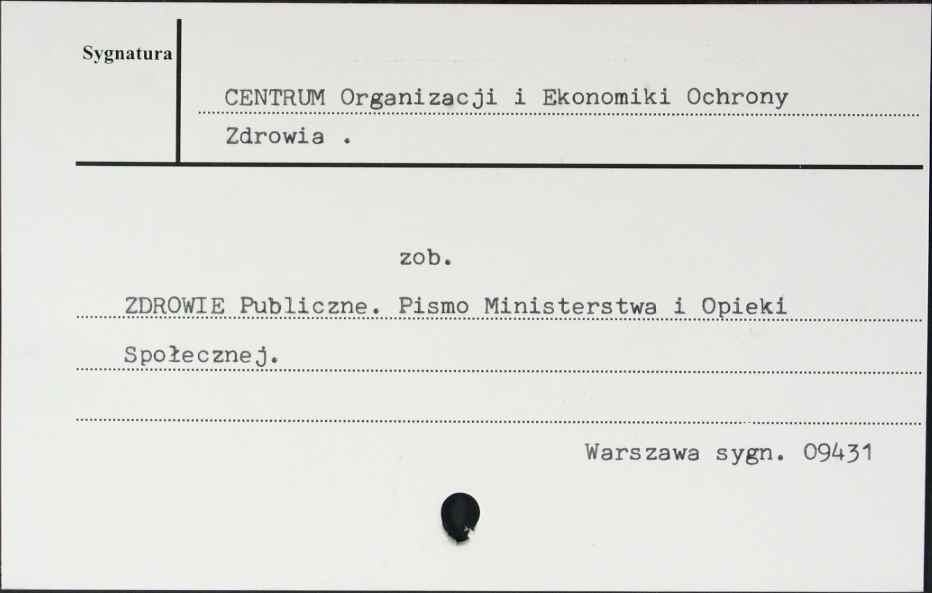 Sygnatura
CENTRUM Organizacji i Ekonomiki Ochrony
Zdrowia .
zob.
ZDROWIE Publiczne. Pismo Ministerstwa i Opieki
Społecznej.
Warszawa sygn. 09431